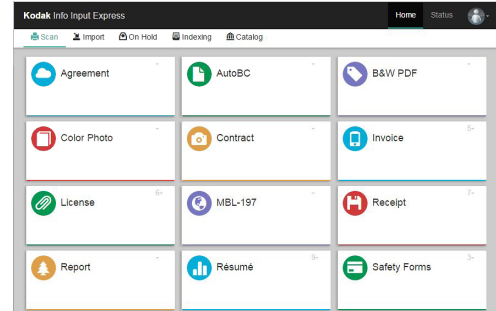 Kodak Info Input Express Home Status
Scan Import On Hold Indexing Catalog
Agreement AutoBC B&W PDF
Color Photo Contract Invoice
License MBL-197 Receipt
Report Résumé Safety Forms